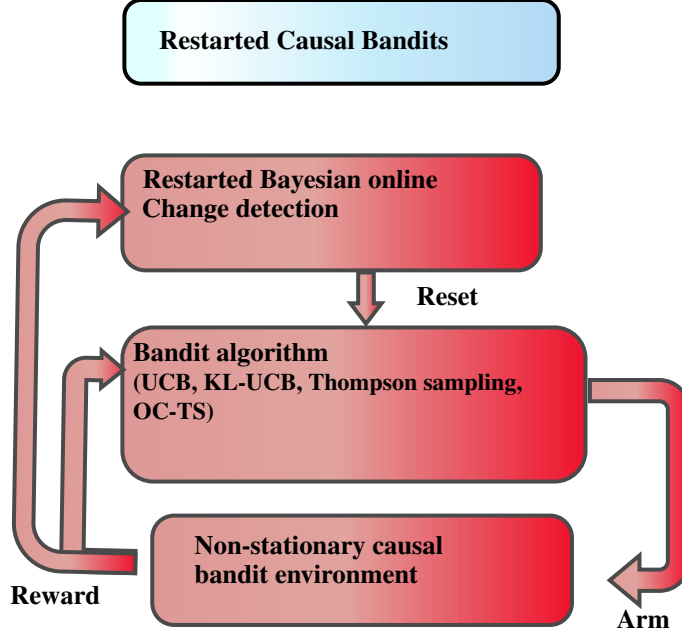 Restarted Causal Bandits
Restarted Bayesian online
Change detection
Reset
Bandit algorithm
(UCB, KL-UCB, Thompson sampling,
OC-TS)
Non-stationary causal
bandit environment
Reward
Arm